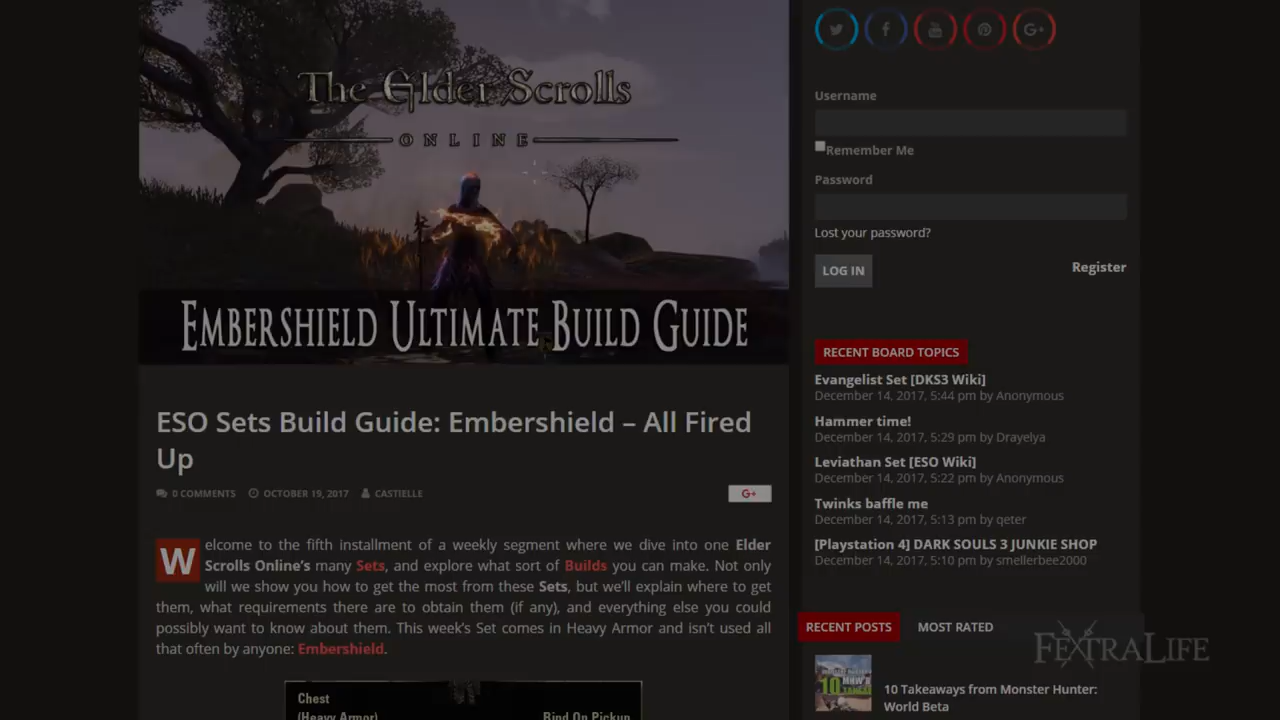 The Elder Scrolls
ONLINE
EMBERSHIELD ULTIMATE BUILD GUIDE
ESO Sets Build Guide: Embershield – All Fired
Up
0 COMMENTS OCTOBER 19, 2017 CASTIELLE
G+
Welcome to the fifth installment of a weekly segment where we dive into one Elder
Scrolls Online's many Sets, and explore what sort of Builds you can make. Not only
will we show you how to get the most from these Sets, but we'll explain where to get
them, what requirements there are to obtain them (if any), and everything else you could
possibly want to know about them. This week's Set comes in Heavy Armor and isn't used all
that often by anyone: Embershield.
Chest
(Heavy Armor) Bind On Pickup
Username
Remember Me
Password
Lost your password?
LOG IN
Register
RECENT BOARD TOPICS
Evangelist Set [DKS3 Wiki]
December 14, 2017, 5:44 pm by Anonymous
Hammer time!
December 14, 2017, 5:29 pm by Drayelya
Leviathan Set [ESO Wiki]
December 14, 2017, 5:22 pm by Anonymous
Twinks baffle me
December 14, 2017, 5:13 pm by qeter
[Playstation 4] DARK SOULS 3 JUNKIE SHOP
December 14, 2017, 5:10 pm by smellerbee2000
RECENT POSTS MOST RATED
FEXTRALIFE
10 Takeaways from Monster Hunter:
World Beta